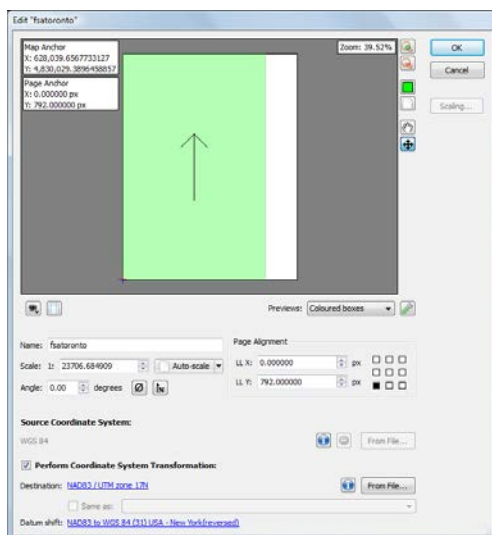 Edit "fsatoronto"
Map Anchor
X: 628,039.6567733127
Y: 4,830,029.3896458857
Page Anchor
X: 0.000000 px
Y: 792.000000 px
Zoom: 39.52%
OK
Cancel
Scaling...
Previews: Coloured boxes
Name: fsatoronto
Scale: 1: 23706.684909
Auto-scale
Angle: 0.00 degrees
Page Alignment
LL X: 0.000000 px
LL Y: 792.000000 px
Source Coordinate System:
WGS 84
From File...
Perform Coordinate System Transformation:
Destination: NAD83 / UTM zone 17N
From File...
Same as:
Datum shift: NAD83 to WGS 84 (31) USA - New York(reversed)